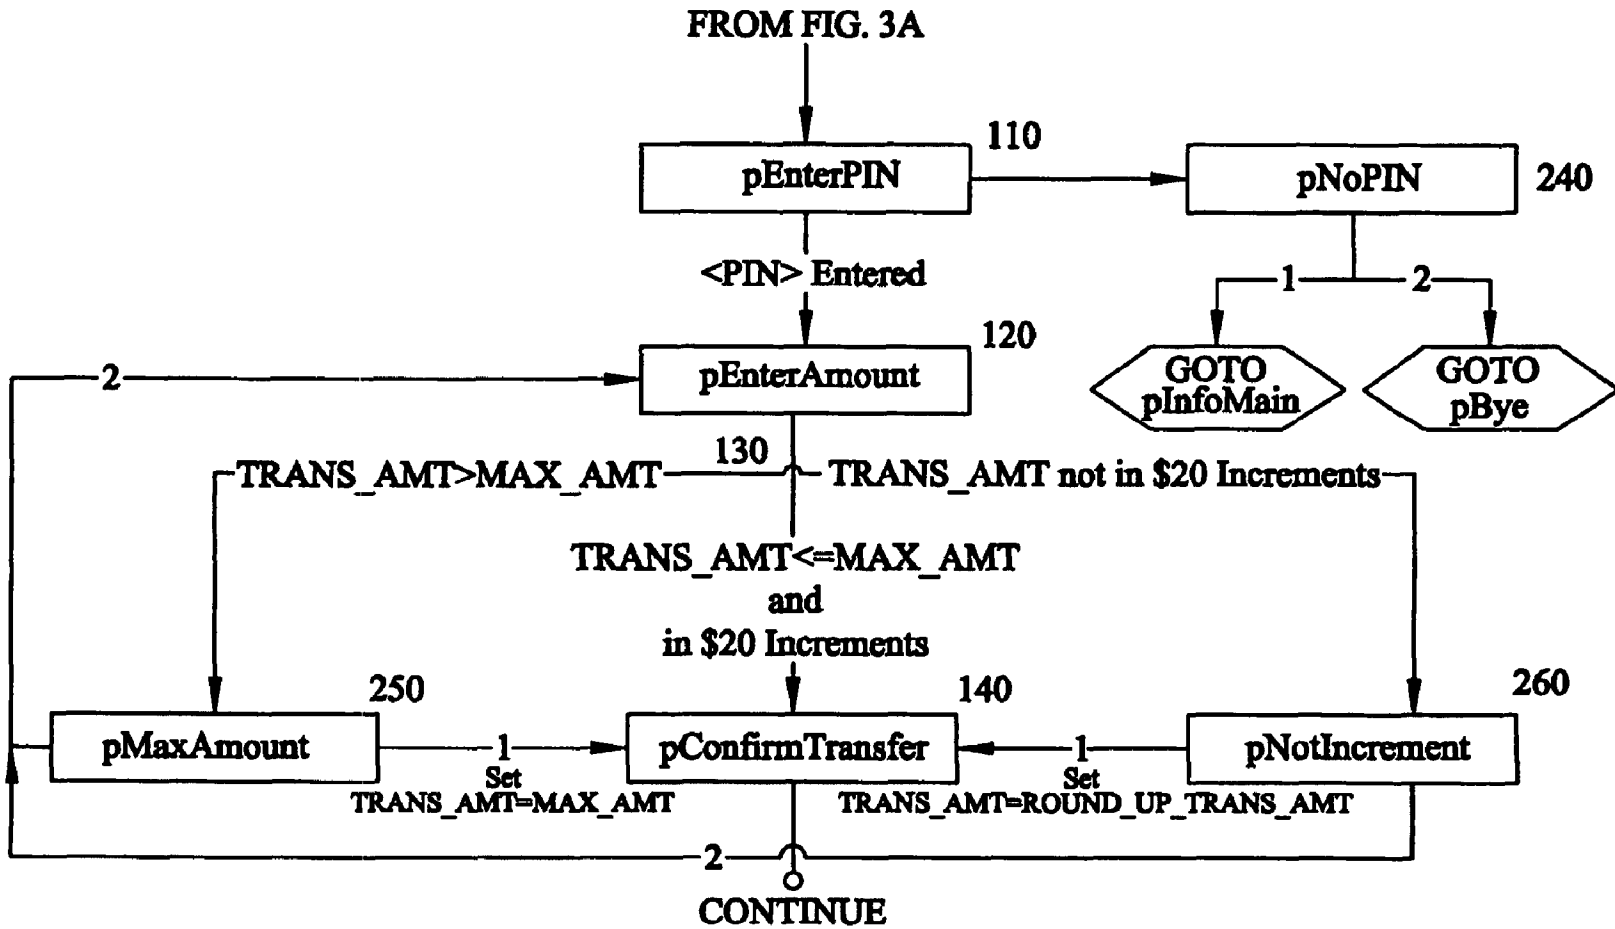 FROM FIG. 3A
110
pEnterPIN
pNoPIN
240
<PIN> Entered
1
2
120
2
pEnterAmount
GOTO
pInfoMain
GOTO
pBye
130
TRANS_AMT>MAX_AMT
TRANS_AMT not in $20 Increments
TRANS_AMT<=MAX_AMT
and
in $20 Increments
250
140
260
pMaxAmount
1
Set
TRANS_AMT=MAX_AMT
pConfirmTransfer
1
Set
TRANS_AMT=ROUND_UP_TRANS_AMT
pNotIncrement
2
CONTINUE